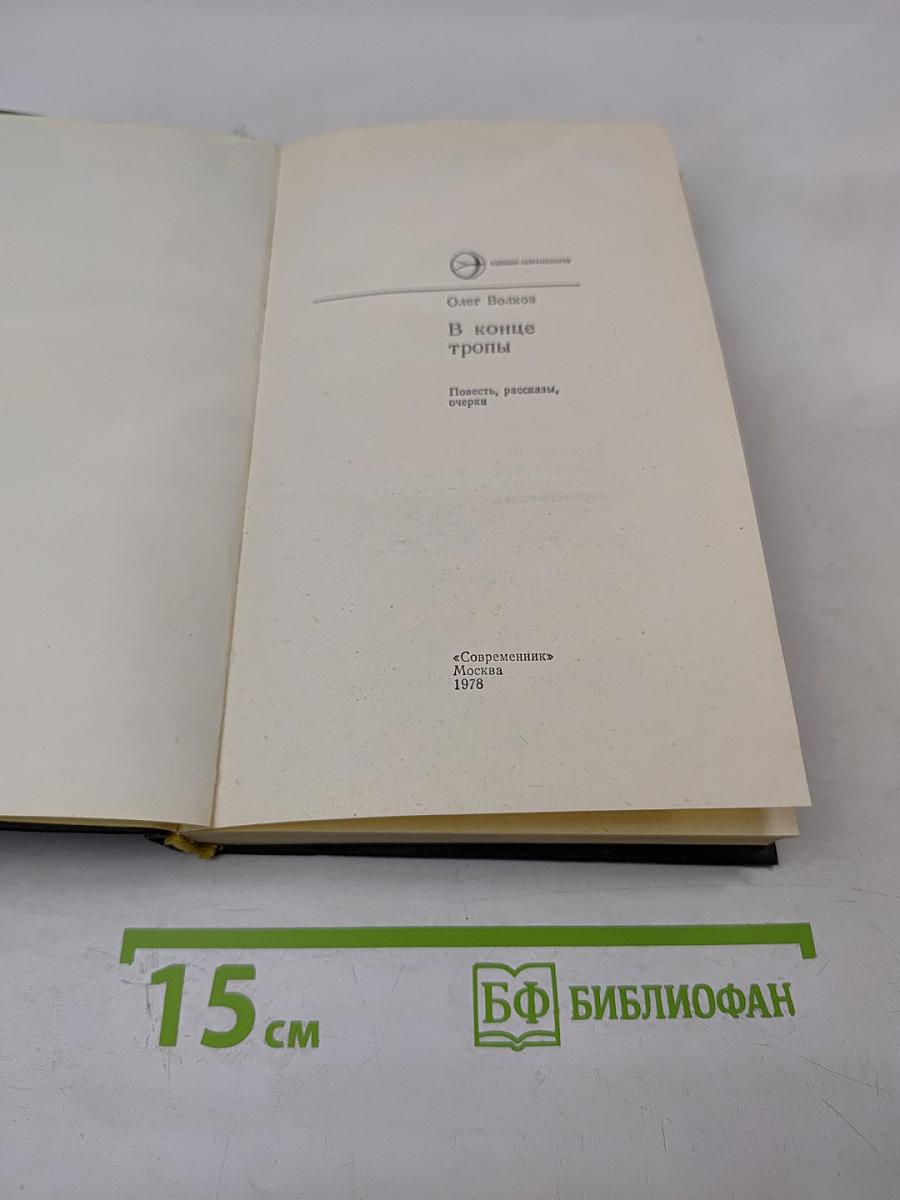 Олег Волков
В конце
тропы
Повесть, рассказы,
очерки
«Современник»
Москва
1978
15 см
БФ БИБЛИОФАН